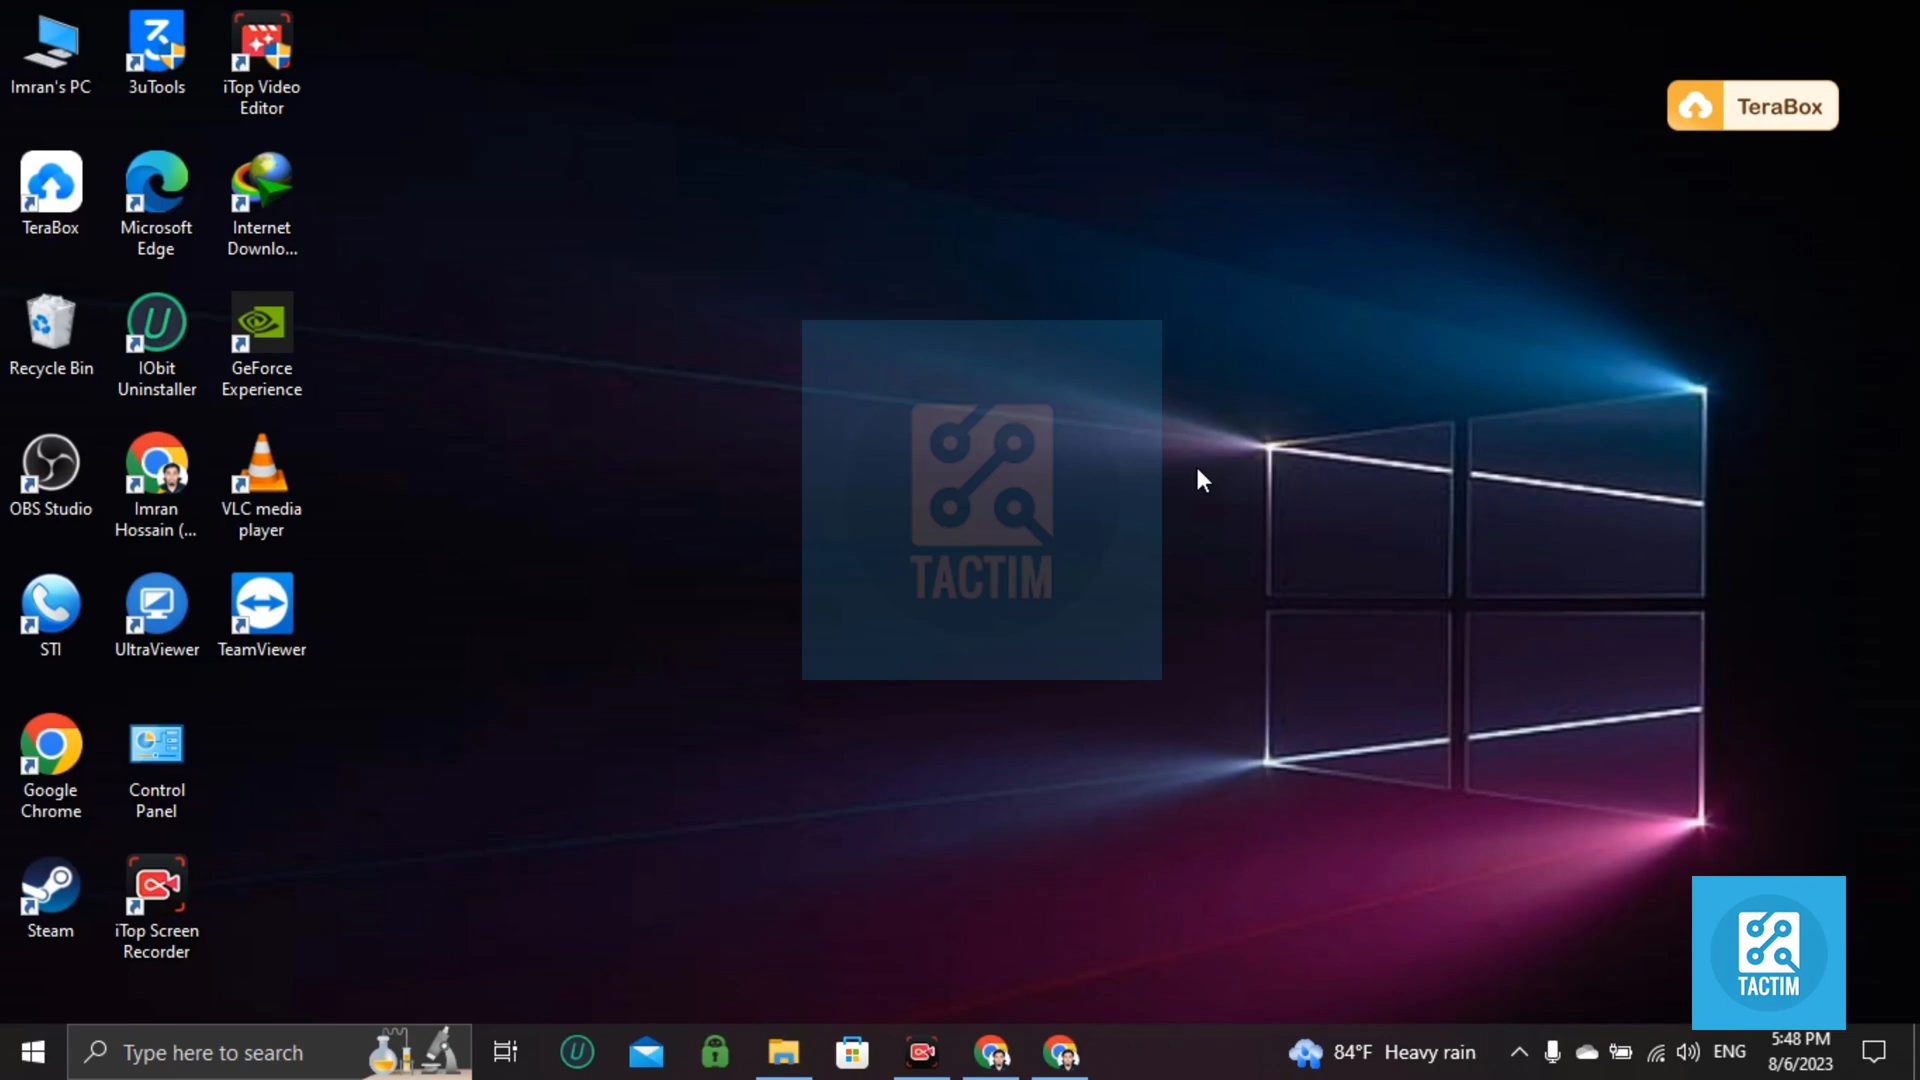 Imran's PC
3uTools
iTop Video
Editor
TeraBox
TeraBox
Microsoft
Edge
Internet
Downlo...
Recycle Bin
IObit
Uninstaller
GeForce
Experience
OBS Studio
Imran
Hossain (...
VLC media
player
TACTIM
STI
UltraViewer
TeamViewer
Google
Chrome
Control
Panel
Steam
iTop Screen
Recorder
TACTIM
Type here to search
84°F Heavy rain
ENG
5:48 PM
8/6/2023